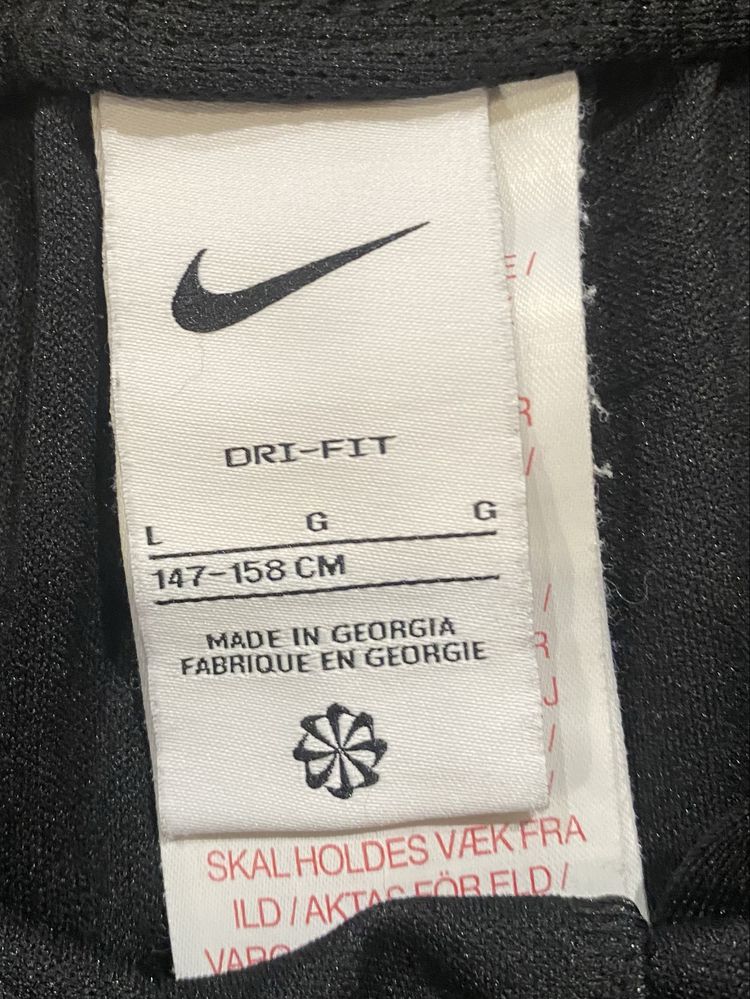 DRI-FIT
L G G
147-158 CM
MADE IN GEORGIA
FABRIQUE EN GEORGIE
E /
R
/
/
R
J
/
/
SKAL HOLDES VÆK FRA
ILD / AKTAS FÖR ELD /